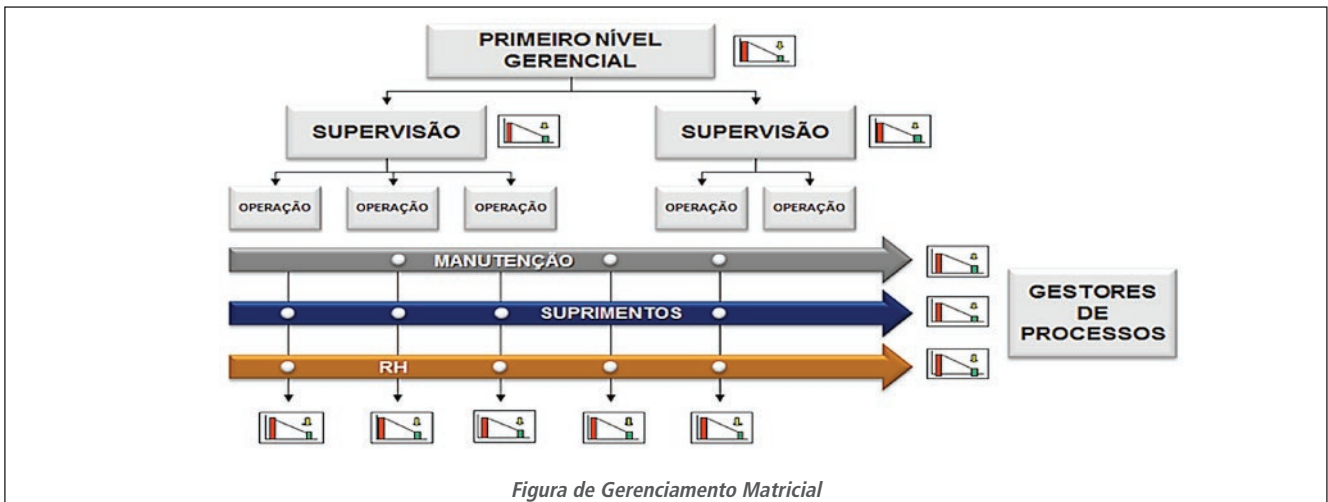 PRIMEIRO NÍVEL
GERENCIAL
SUPERVISÃO
SUPERVISÃO
OPERAÇÃO
OPERAÇÃO
OPERAÇÃO
OPERAÇÃO
OPERAÇÃO
MANUTENÇÃO
SUPRIMENTOS
RH
GESTORES
DE
PROCESSOS
Figura de Gerenciamento Matricial